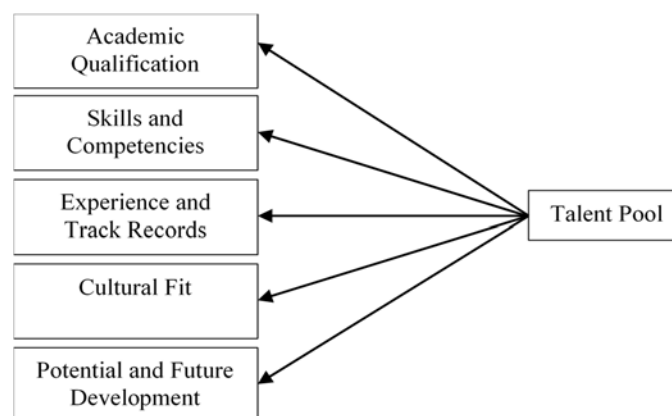 Academic
Qualification
Skills and
Competencies
Experience and
Track Records
Talent Pool
Cultural Fit
Potential and Future
Development